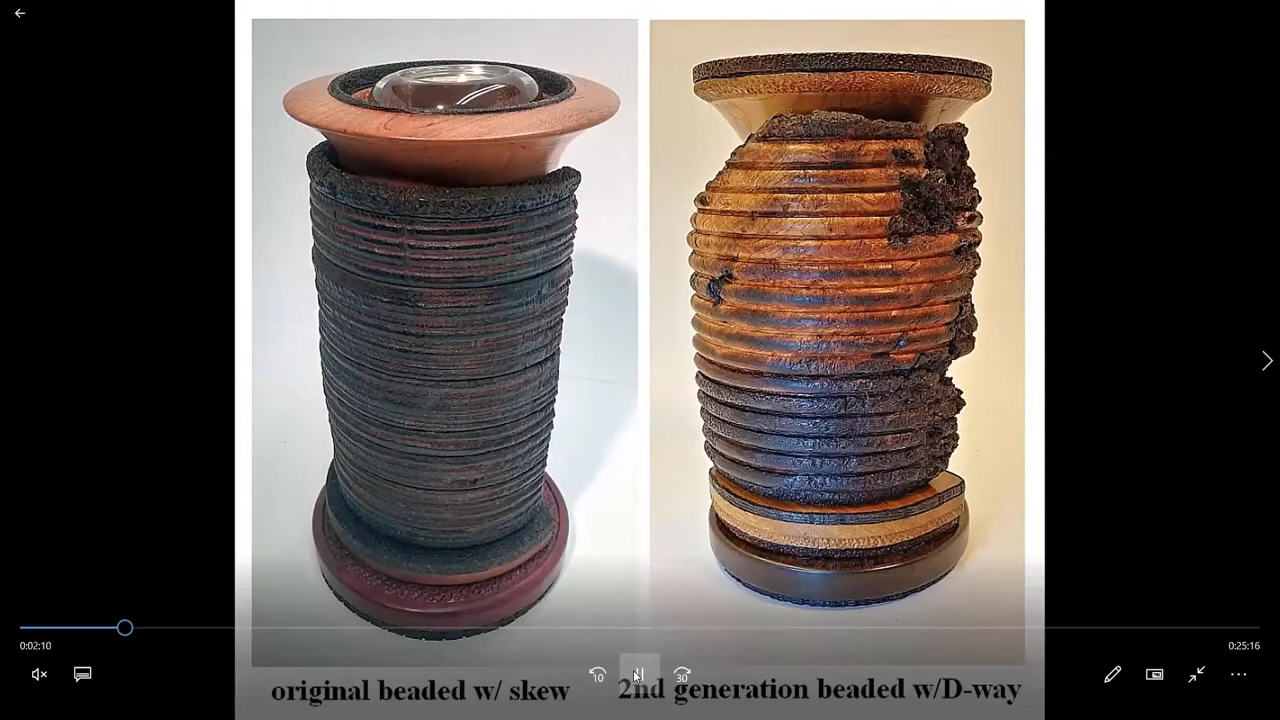 original beaded w/ skew
2nd generation beaded w/D-way
0:02:10
0:25:16
10
30